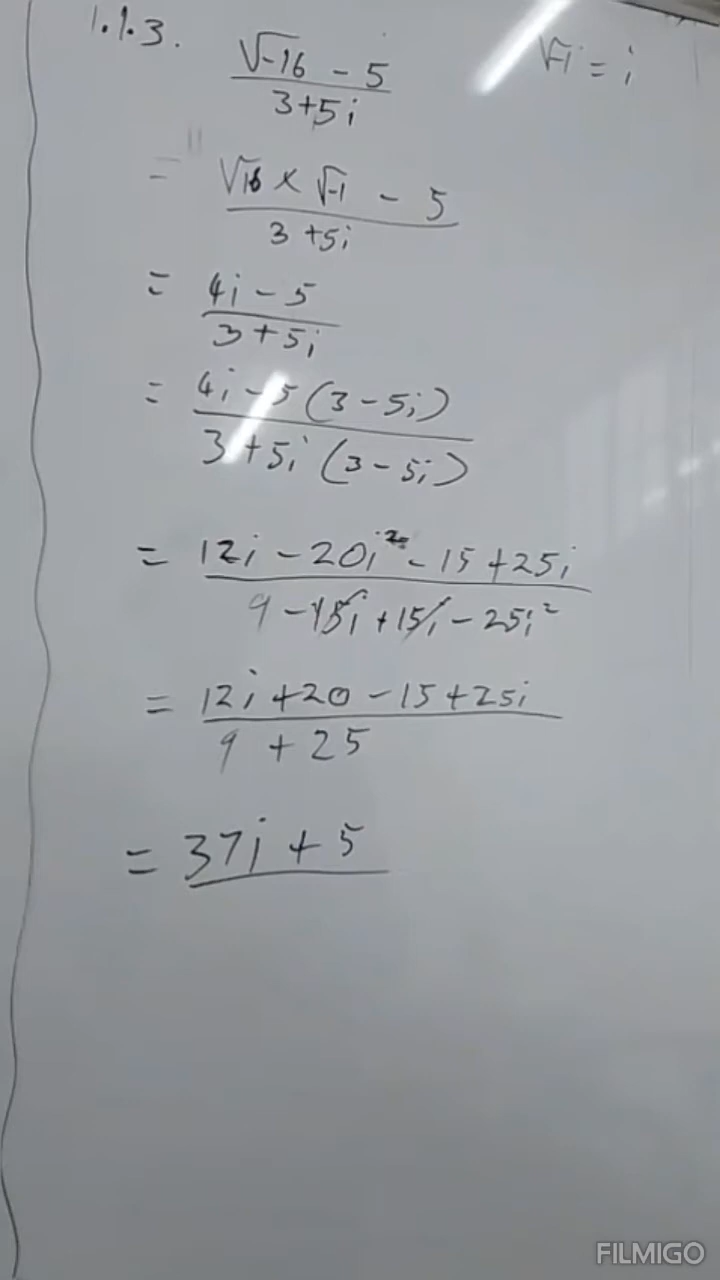 1.1.3.
√-16 - 5
3+5i
√-1 = i
= √16 × √-1 - 5
3+5i
= 4i - 5
3+5i
= 4i - 5 (3 - 5i)
3+5i (3 - 5i)
= 12i - 20i² - 15 + 25i
9 - 15i + 15i - 25i²
= 12i + 20 - 15 + 25i
9 + 25
= 37i + 5
FILMIGO